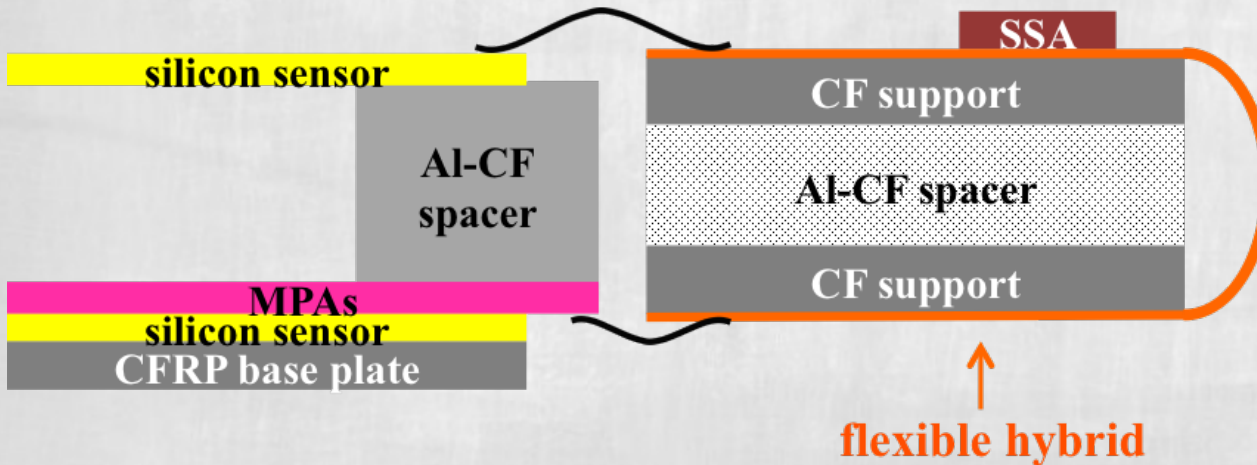 SSA
silicon sensor
CF support
Al-CF
spacer
Al-CF spacer
CF support
MPAs
silicon sensor
CFRP base plate
flexible hybrid